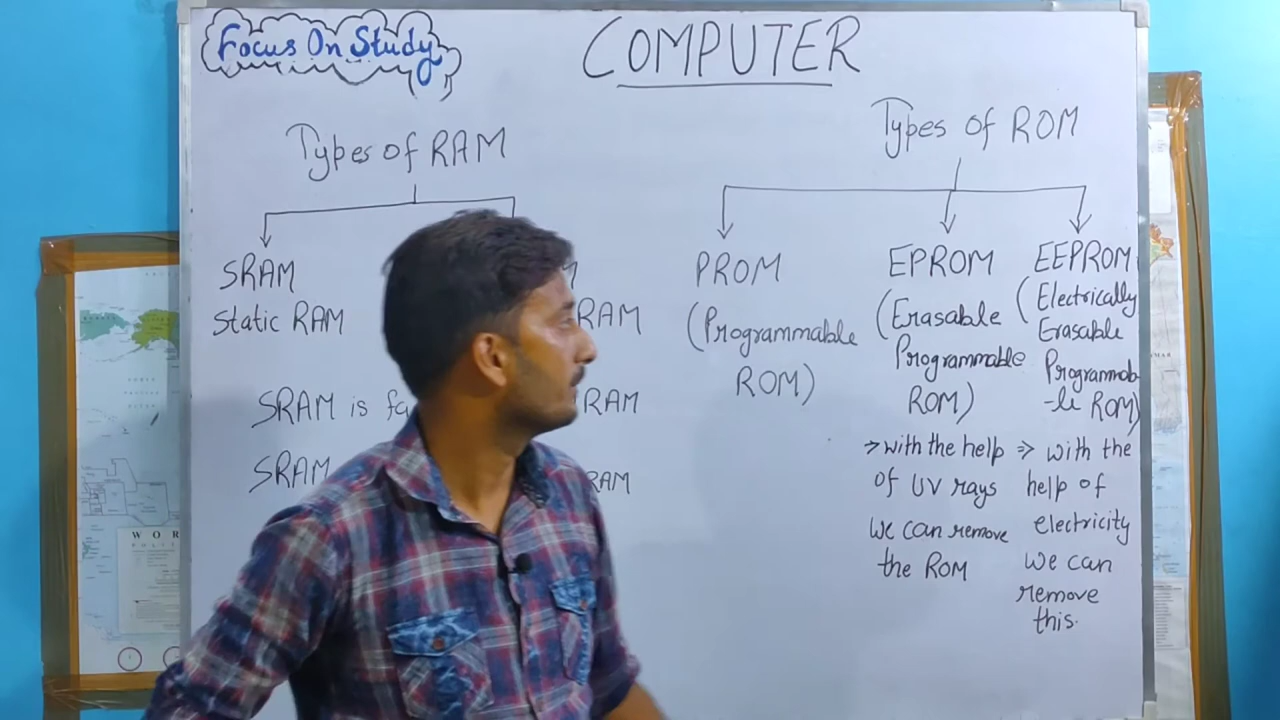 Focus On Study
COMPUTER
Types of RAM
SRAM
Static RAM
RAM
SRAM is fa
RAM
SRAM
RAM
Types of ROM
PROM
(Programmable
ROM)
EPROM
(Erasable
Programmable
ROM)
→ with the help
of UV rays
we can remove
the ROM
EEPROM
(Electrically
Erasable
Programmab
-le ROM)
⇒ with the
help of
electricity
we can
remove
this.
WOR